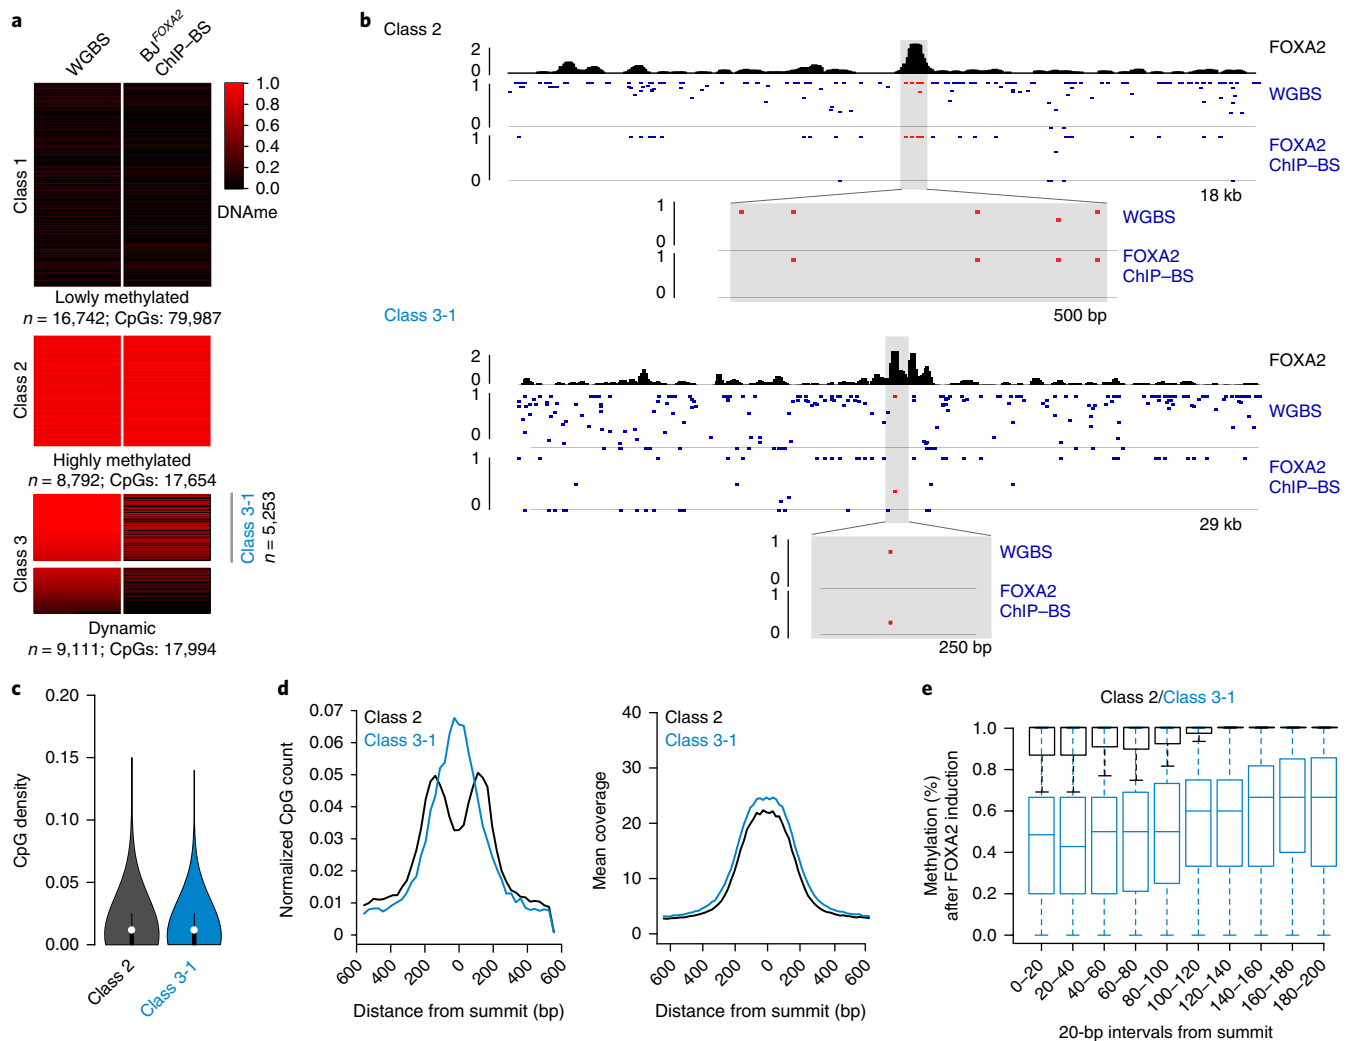 a
WGBS
BJFOXA2
ChIP–BS
1.0
0.8
0.6
0.4
0.2
0.0
DNAme
Class 1
Lowly methylated
n = 16,742; CpGs: 79,987
Class 2
Highly methylated
n = 8,792; CpGs: 17,654
Class 3
Class 3-1
n = 5,253
Dynamic
n = 9,111; CpGs: 17,994
b
Class 2
2
0
FOXA2
1
0
WGBS
1
0
FOXA2
ChIP–BS
18 kb
1
0
WGBS
1
0
FOXA2
ChIP–BS
500 bp
Class 3-1
2
0
FOXA2
1
0
WGBS
1
0
FOXA2
ChIP–BS
29 kb
1
0
WGBS
1
0
FOXA2
ChIP–BS
250 bp
c
CpG density
0.20
0.15
0.10
0.05
0.00
Class 2
Class 3-1
d
Normalized CpG count
0.07
0.06
0.05
0.04
0.03
0.02
0.01
0
Class 2
Class 3-1
600
400
200
0
200
400
600
Distance from summit (bp)
Mean coverage
40
30
20
10
0
Class 2
Class 3-1
600
400
200
0
200
400
600
Distance from summit (bp)
e
Class 2/Class 3-1
Methylation (%)
after FOXA2 induction
1.0
0.8
0.6
0.4
0.2
0.0
0–20
20–40
40–60
60–80
80–100
100–120
120–140
140–160
160–180
180–200
20-bp intervals from summit